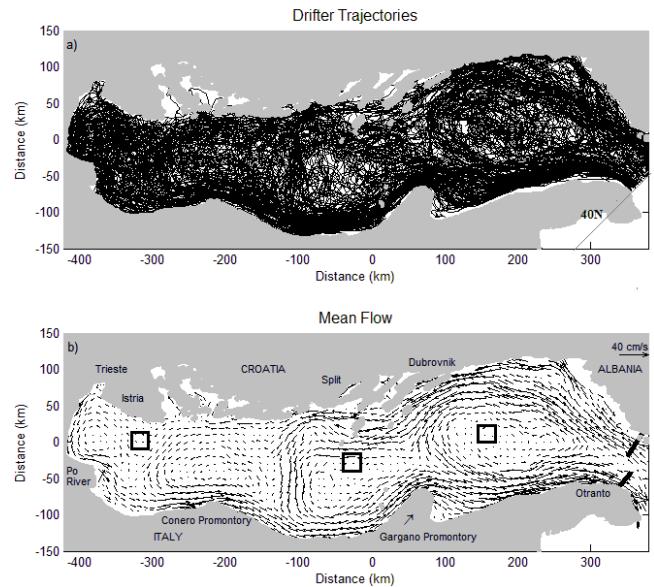 Drifter Trajectories
a)
150
100
50
0
-50
-100
-150
Distance (km)
40N
-400 -300 -200 -100 0 100 200 300
Distance (km)
Mean Flow
b)
40 cm/s
150
100
50
0
-50
-100
-150
Distance (km)
Trieste
CROATIA
Dubrovnik
ALBANIA
Split
Istria
Po
River
Otranto
Conero Promontory
ITALY
Gargano Promontory
-400 -300 -200 -100 0 100 200 300
Distance (km)